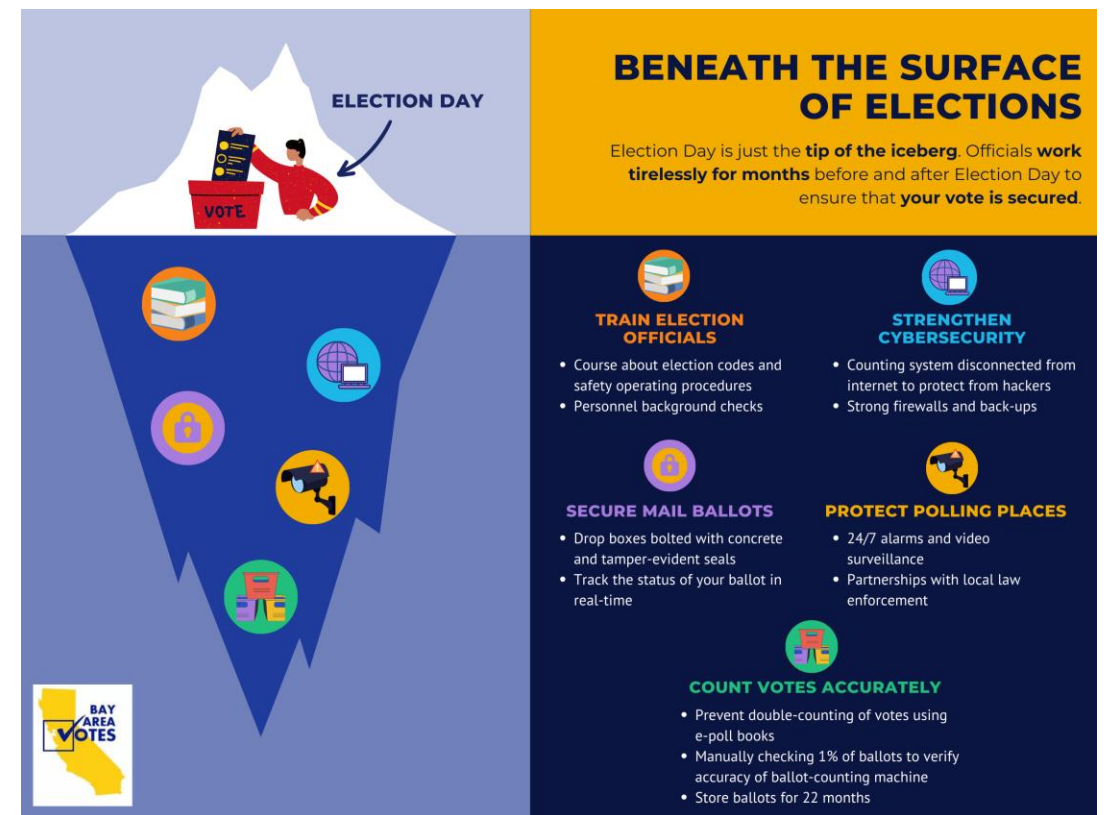 ELECTION DAY
VOTE
BENEATH THE SURFACE
OF ELECTIONS
Election Day is just the tip of the iceberg. Officials work
tirelessly for months before and after Election Day to
ensure that your vote is secured.
TRAIN ELECTION
OFFICIALS
• Course about election codes and
safety operating procedures
• Personnel background checks
STRENGTHEN
CYBERSECURITY
• Counting system disconnected from
internet to protect from hackers
• Strong firewalls and back-ups
SECURE MAIL BALLOTS
• Drop boxes bolted with concrete
and tamper-evident seals
• Track the status of your ballot in
real-time
PROTECT POLLING PLACES
• 24/7 alarms and video
surveillance
• Partnerships with local law
enforcement
COUNT VOTES ACCURATELY
• Prevent double-counting of votes using
e-poll books
• Manually checking 1% of ballots to verify
accuracy of ballot-counting machine
• Store ballots for 22 months
BAY
AREA
VOTES